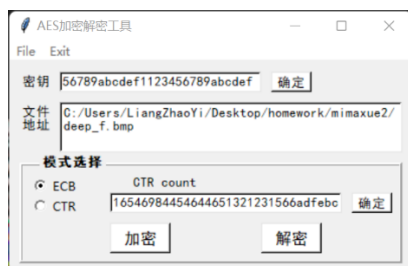 AES加密解密工具
File Exit
密钥 56789abcdef1123456789abcdef 确定
文件地址 C:/Users/LiangZhaoYi/Desktop/homework/mimaxue2/
deep_f.bmp
模式选择
ECB
CTR count
CTR
16546984454644651321231566adfebc 确定
加密 解密